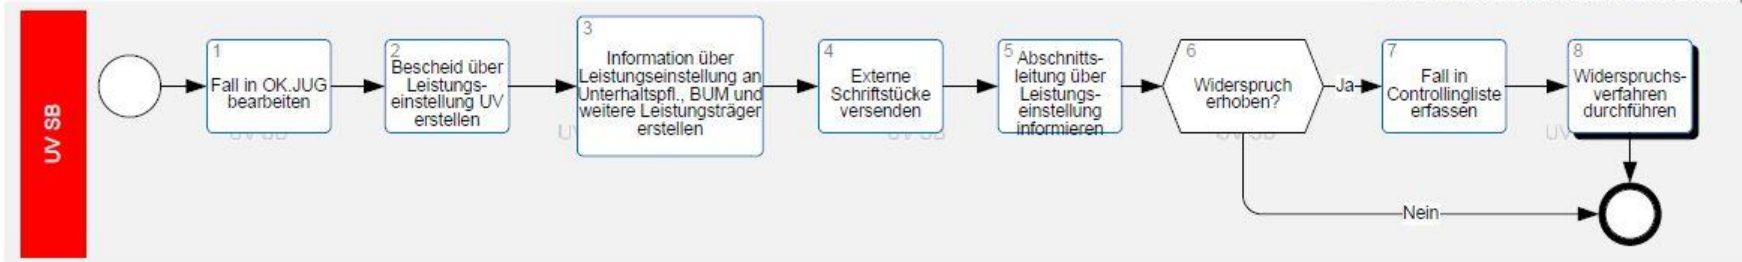 UV SB
1
Fall in OK.JUG
bearbeiten
2
Bescheid über
Leistungs-
einstellung UV
erstellen
3
Information über
Leistungseinstellung an
Unterhaltspfl., BUM und
weitere Leistungsträger
erstellen
4
Externe
Schriftstücke
versenden
5
Abschnitts-
leitung über
Leistungs-
einstellung
informieren
6
Widerspruch
erhoben?
Ja
7
Fall in
Controllingliste
erfassen
8
Widerspruchs-
verfahren
durchführen
Nein